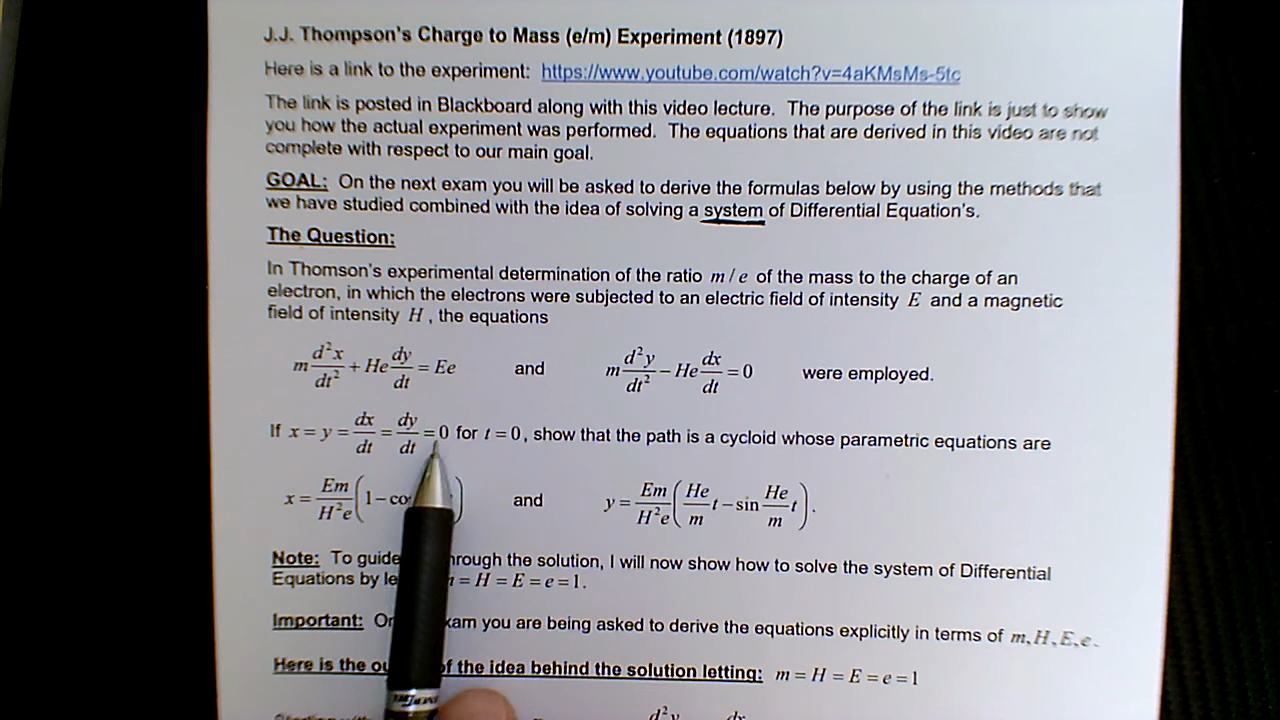 J.J. Thompson's Charge to Mass (e/m) Experiment (1897)
Here is a link to the experiment: https://www.youtube.com/watch?v=4aKMsMs-5tc
The link is posted in Blackboard along with this video lecture. The purpose of the link is just to show
you how the actual experiment was performed. The equations that are derived in this video are not
complete with respect to our main goal.
GOAL: On the next exam you will be asked to derive the formulas below by using the methods that
we have studied combined with the idea of solving a system of Differential Equation's.
The Question:
In Thomson's experimental determination of the ratio m / e of the mass to the charge of an
electron, in which the electrons were subjected to an electric field of intensity E and a magnetic
field of intensity H , the equations
m d²x/dt² + He dy/dt = Ee and m d²y/dt² − He dx/dt = 0 were employed.
If x = y = dx/dt = dy/dt = 0 for t = 0, show that the path is a cycloid whose parametric equations are
x = Em/H²e (1 − co ) and y = Em/H²e (He/m t − sin He/m t).
Note: To guide through the solution, I will now show how to solve the system of Differential
Equations by = H = E = e = 1.
Important: you are being asked to derive the equations explicitly in terms of m, H, E, e.
Here is the of the idea behind the solution letting: m = H = E = e = 1
d²y dx